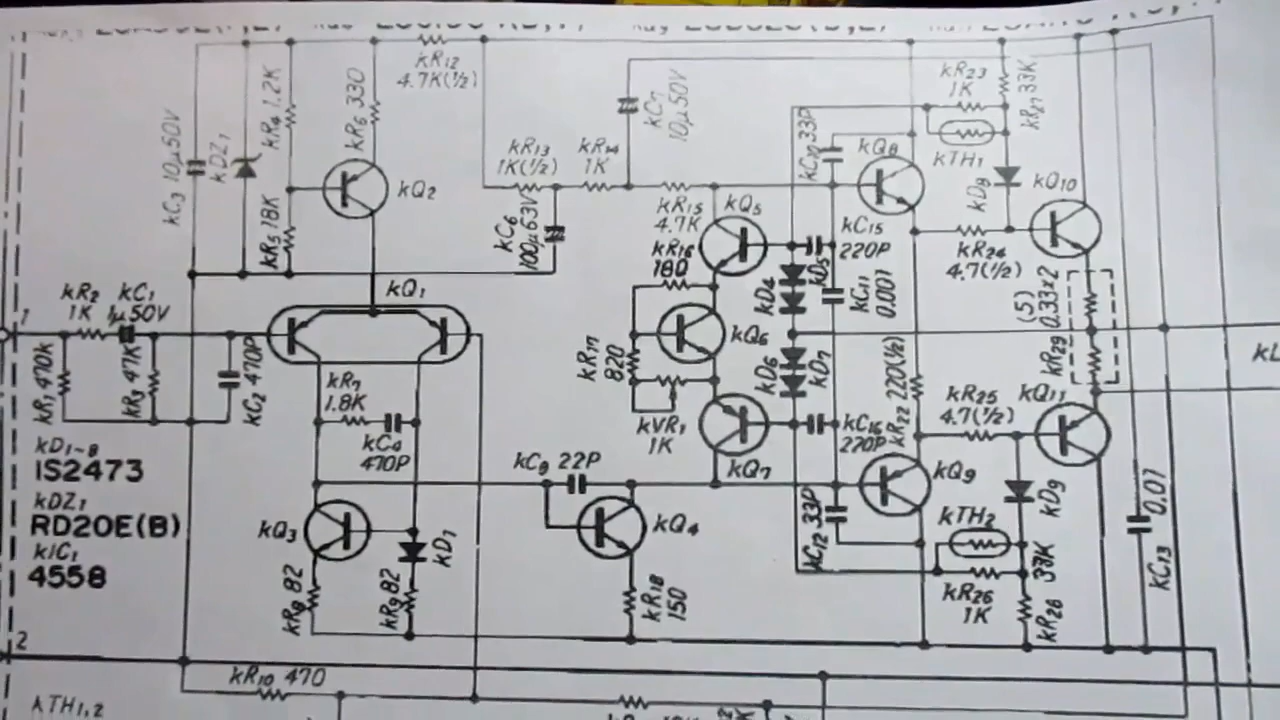 kR12
4.7K(½)
kC3 10μ50V
kDZ1
kR4 1.2K
kR5 18K
kR6 330
kQ2
kR13
1K(½)
kR14
1K
kC7
10μ50V
kC6
100μ63V
kR15
4.7K
kR16
180
kQ5
kC10 33P
kQ8
kR23
1K
kTH1
kR27 33K
kD8
kQ10
kC15
220P
kR24
4.7(½)
kD4
kD5
kC11
0.001
(5)
0.33x2
kR29
1
kR2
1K
kC1
1μ50V
kQ1
kR1 470K
kR3 47K
kC2 470P
kR7
1.8K
kC4
470P
kR17
820
kQ6
kD6
kD7
kVR1
1K
kQ7
kC16
220P
kR22 220(½)
kR25
4.7(½)
kQ11
kL
kD1~8
IS2473
kDZ1
RD20E(B)
kIC1
4558
kQ3
kD1
kR8 82
kR9 82
kC9 22P
kQ4
kR18
150
kC12 33P
kQ9
kTH2
kD9
kR26
1K
33K
kR28
0.01
kC13
2
kR10 470
kTH1,2